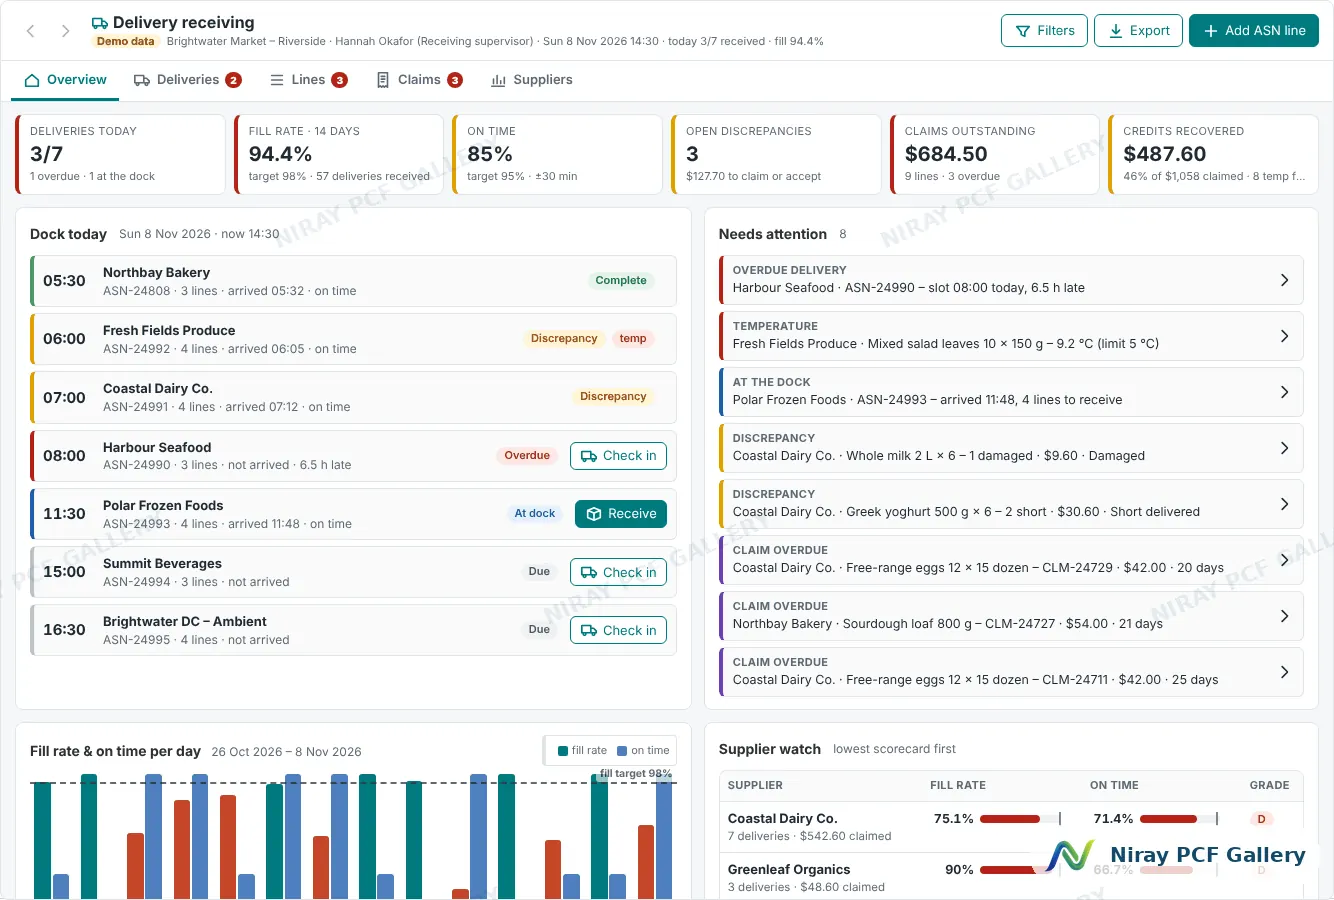 Delivery receiving
Demo data Brightwater Market – Riverside · Hannah Okafor (Receiving supervisor) · Sun 8 Nov 2026 14:30 · today 3/7 received · fill 94.4%
Filters
Export
Add ASN line
Overview
Deliveries 2
Lines 3
Claims 3
Suppliers
DELIVERIES TODAY
3/7
1 overdue · 1 at the dock
FILL RATE · 14 DAYS
94.4%
target 98% · 57 deliveries received
ON TIME
85%
target 95% · ±30 min
OPEN DISCREPANCIES
3
$127.70 to claim or accept
CLAIMS OUTSTANDING
$684.50
9 lines · 3 overdue
CREDITS RECOVERED
$487.60
46% of $1,058 claimed · 8 temp f...
Dock today Sun 8 Nov 2026 · now 14:30
05:30
Northbay Bakery
ASN-24808 · 3 lines · arrived 05:32 · on time
Complete
06:00
Fresh Fields Produce
ASN-24992 · 4 lines · arrived 06:05 · on time
Discrepancy temp
07:00
Coastal Dairy Co.
ASN-24991 · 4 lines · arrived 07:12 · on time
Discrepancy
08:00
Harbour Seafood
ASN-24990 · 3 lines · not arrived · 6.5 h late
Overdue Check in
11:30
Polar Frozen Foods
ASN-24993 · 4 lines · arrived 11:48 · on time
At dock Receive
15:00
Summit Beverages
ASN-24994 · 3 lines · not arrived
Due Check in
16:30
Brightwater DC – Ambient
ASN-24995 · 4 lines · not arrived
Due Check in
Needs attention 8
OVERDUE DELIVERY
Harbour Seafood · ASN-24990 – slot 08:00 today, 6.5 h late
TEMPERATURE
Fresh Fields Produce · Mixed salad leaves 10 × 150 g – 9.2 °C (limit 5 °C)
AT THE DOCK
Polar Frozen Foods · ASN-24993 – arrived 11:48, 4 lines to receive
DISCREPANCY
Coastal Dairy Co. · Whole milk 2 L × 6 – 1 damaged · $9.60 · Damaged
DISCREPANCY
Coastal Dairy Co. · Greek yoghurt 500 g × 6 – 2 short · $30.60 · Short delivered
CLAIM OVERDUE
Coastal Dairy Co. · Free-range eggs 12 × 15 dozen – CLM-24729 · $42.00 · 20 days
CLAIM OVERDUE
Northbay Bakery · Sourdough loaf 800 g – CLM-24727 · $54.00 · 21 days
CLAIM OVERDUE
Coastal Dairy Co. · Free-range eggs 12 × 15 dozen – CLM-24711 · $42.00 · 25 days
Fill rate & on time per day 26 Oct 2026 – 8 Nov 2026
fill rate on time
fill target 98%
Supplier watch lowest scorecard first
SUPPLIER FILL RATE ON TIME GRADE
Coastal Dairy Co. 75.1% 71.4% D
7 deliveries · $542.60 claimed
Greenleaf Organics 90% 66.7% D
3 deliveries · $48.60 claimed
Niray PCF Gallery
NIRAY PCF GALLERY
NIRAY PCF GALLERY
NIRAY PCF GALLERY
NIRAY PCF GALLERY
NIRAY PCF GALLERY